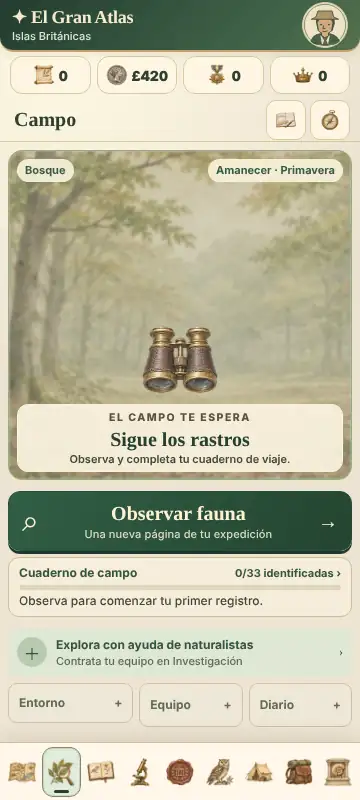 ✦ El Gran Atlas
Islas Británicas
0
£420
0
0
Campo
Bosque
Amanecer · Primavera
EL CAMPO TE ESPERA
Sigue los rastros
Observa y completa tu cuaderno de viaje.
Observar fauna
Una nueva página de tu expedición
→
Cuaderno de campo
0/33 identificadas ›
Observa para comenzar tu primer registro.
+
Explora con ayuda de naturalistas
Contrata tu equipo en Investigación
›
Entorno +
Equipo +
Diario +